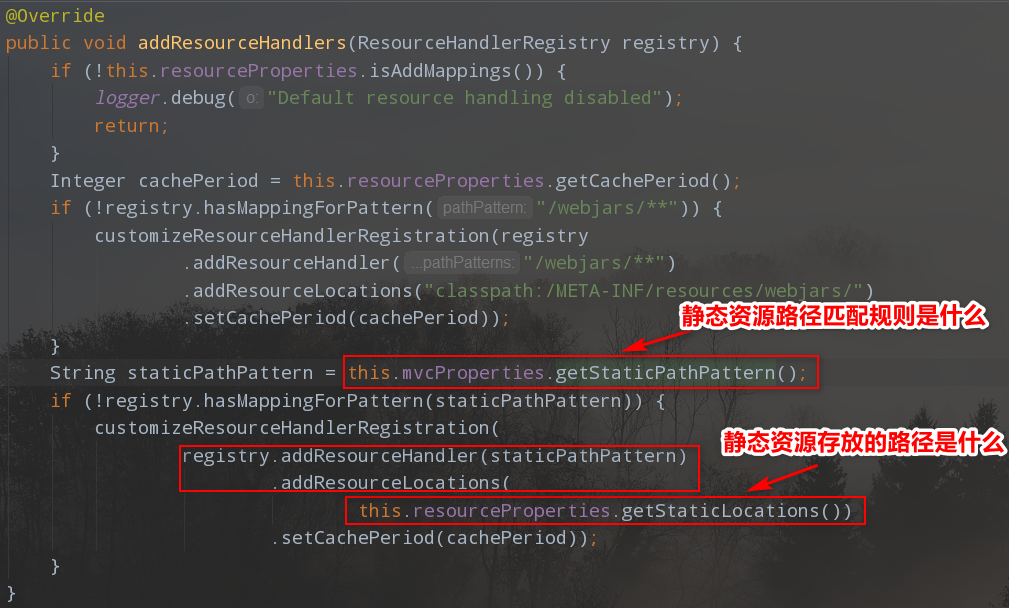 @Override
public void addResourceHandlers(ResourceHandlerRegistry registry) {
if (!this.resourceProperties.isAddMappings()) {
logger.debug( o: "Default resource handling disabled");
return;
}
Integer cachePeriod = this.resourceProperties.getCachePeriod();
if (!registry.hasMappingForPattern( pathPattern: "/webjars/**")) {
customizeResourceHandlerRegistration(registry
.addResourceHandler( ...pathPatterns: "/webjars/**")
.addResourceLocations("classpath:/META-INF/resources/webjars/")
.setCachePeriod(cachePeriod));
静态资源路径匹配规则是什么
}
String staticPathPattern = this.mvcProperties.getStaticPathPattern();
if (!registry.hasMappingForPattern(staticPathPattern)) {
customizeResourceHandlerRegistration(
静态资源存放的路径是什么
registry.addResourceHandler(staticPathPattern)
.addResourceLocations(
this.resourceProperties.getStaticLocations())
.setCachePeriod(cachePeriod));
}
}